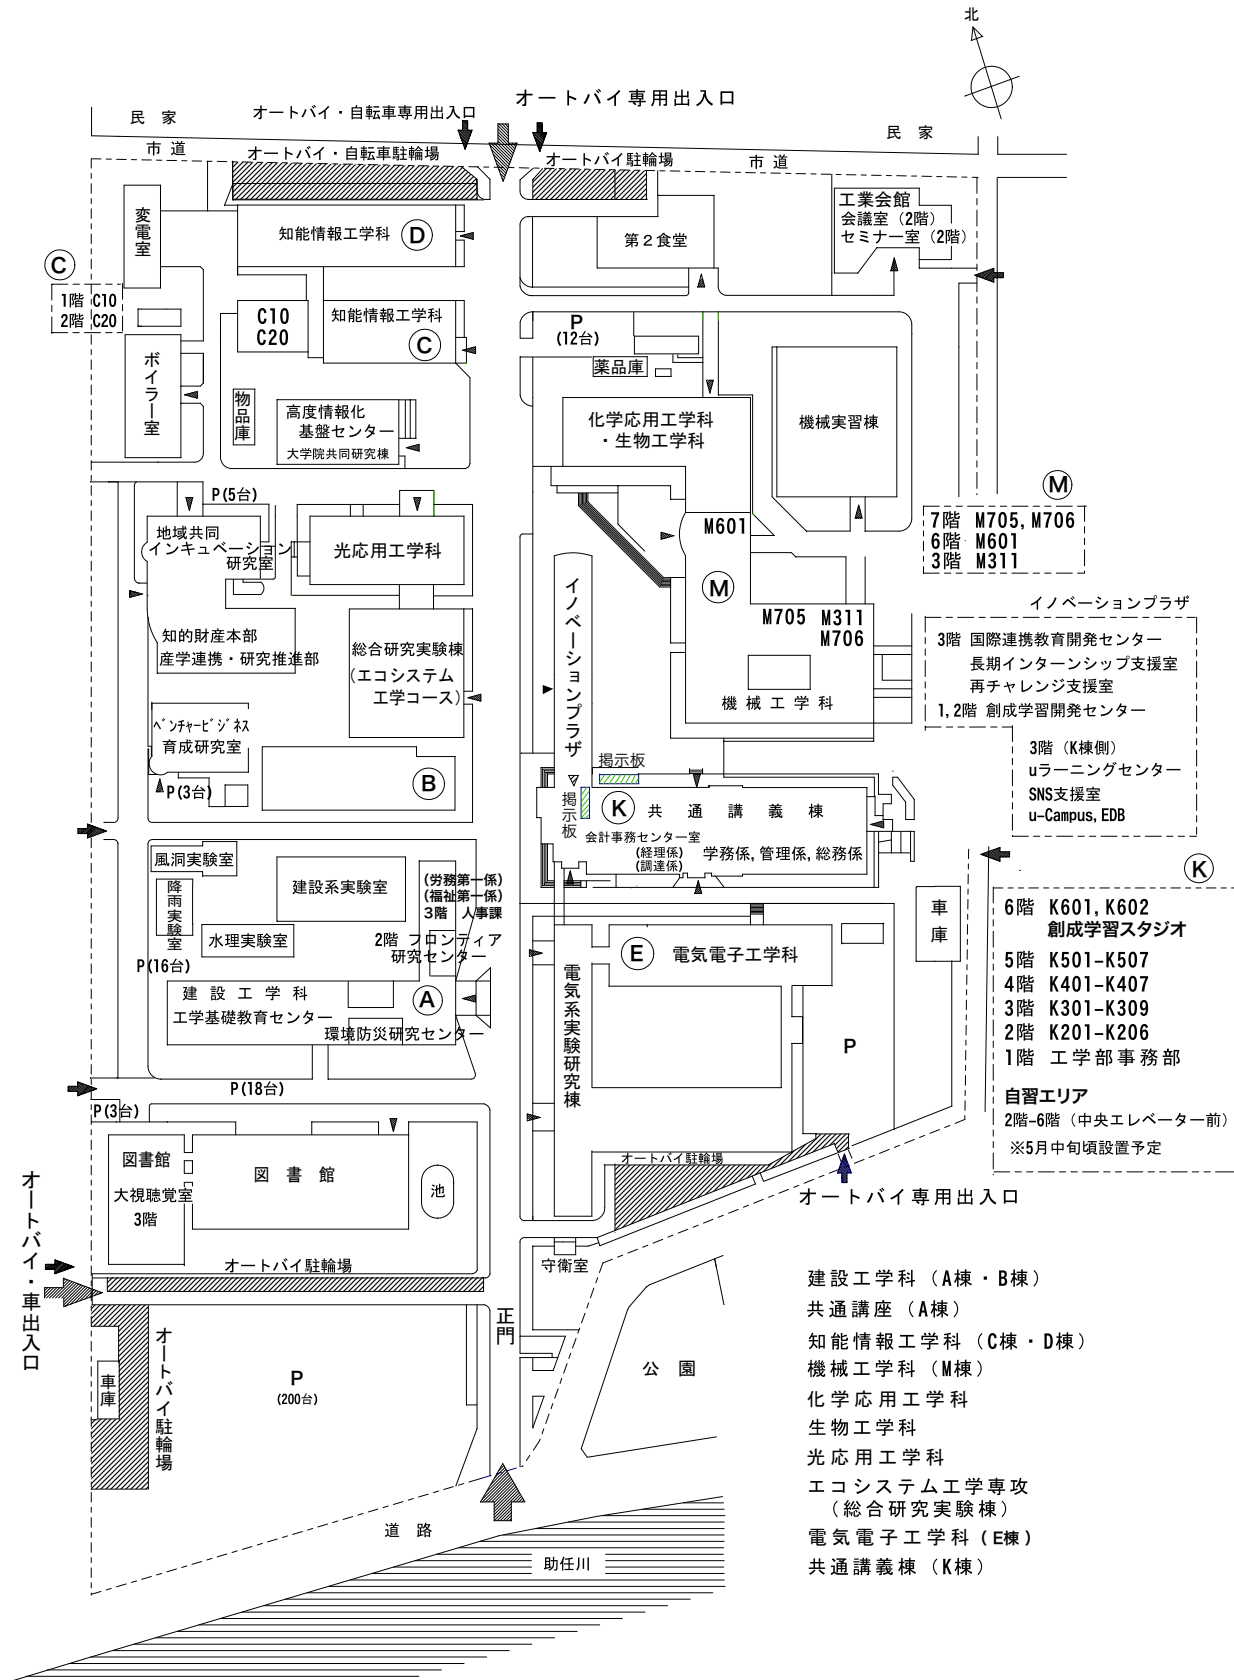 北
オートバイ専用出入口
オートバイ・自転車専用出入口
民 家
民 家
市 道
オートバイ・自転車駐輪場
オートバイ駐輪場
市 道
変電室
知能情報工学科 D
第２食堂
工業会館
会議室（2階）
セミナー室（2階）
C
1階 C10
2階 C20
C10
C20
知能情報工学科
C
P
(12台)
薬品庫
ボイラー室
物品庫
高度情報化
基盤センター
大学院共同研究棟
化学応用工学科
・生物工学科
機械実習棟
P(5台)
地域共同
インキュベーション
研究室
光応用工学科
M601
M
7階 M705, M706
6階 M601
3階 M311
M
M705 M311
M706
機械工学科
イノベーションプラザ
イノベーションプラザ
3階 国際連携教育開発センター
長期インターンシップ支援室
再チャレンジ支援室
1,2階 創成学習開発センター
3階（K棟側）
uラーニングセンター
SNS支援室
u-Campus, EDB
知的財産本部
産学連携・研究推進部
総合研究実験棟
(エコシステム
工学コース)
ﾍﾞﾝﾁｬｰﾋﾞｼﾞﾈｽ
育成研究室
P(3台)
B
掲示板
掲示板
K 共通講義棟
会計事務センター室
(経理係)
(調達係)
学務係, 管理係, 総務係
風洞実験室
降雨実験室
建設系実験室
水理実験室
(労務第一係)
(福祉第一係)
3階 人事課
2階 フロンティア
研究センター
P(16台)
建設工学科
工学基礎教育センター
A
環境防災研究センター
E 電気電子工学科
電気系実験研究棟
車庫
P
K
6階 K601, K602
創成学習スタジオ
5階 K501-K507
4階 K401-K407
3階 K301-K309
2階 K201-K206
1階 工学部事務部
自習エリア
2階-6階（中央エレベーター前）
※5月中旬頃設置予定
P(18台)
P(3台)
図書館
大視聴覚室
3階
図書館
池
オートバイ駐輪場
オートバイ専用出入口
オートバイ駐輪場
守衛室
オートバイ・車出入口
正門
車庫
オートバイ駐輪場
P
(200台)
公園
道路
助任川
建設工学科（A棟・B棟）
共通講座（A棟）
知能情報工学科（C棟・D棟）
機械工学科（M棟）
化学応用工学科
生物工学科
光応用工学科
エコシステム工学専攻
（総合研究実験棟）
電気電子工学科(E棟)
共通講義棟（K棟）